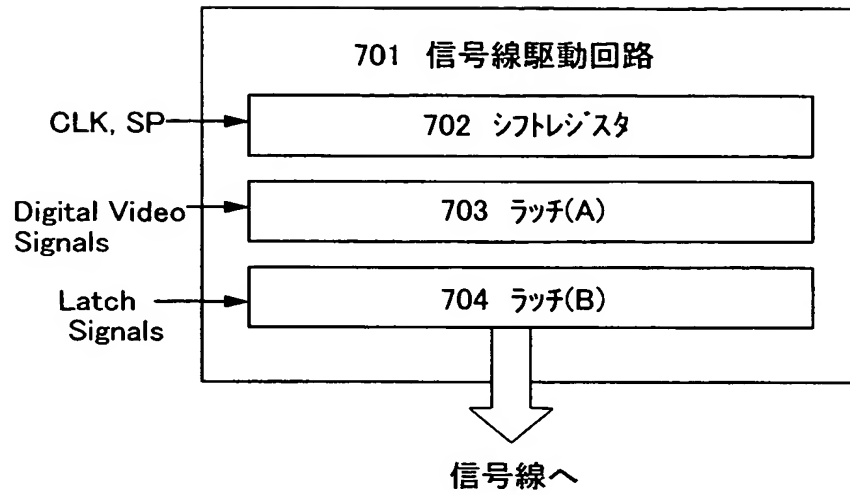 701 信号線駆動回路
CLK, SP
702 シフトレジスタ
Digital Video
Signals
703 ラッチ(A)
Latch
Signals
704 ラッチ(B)
信号線へ